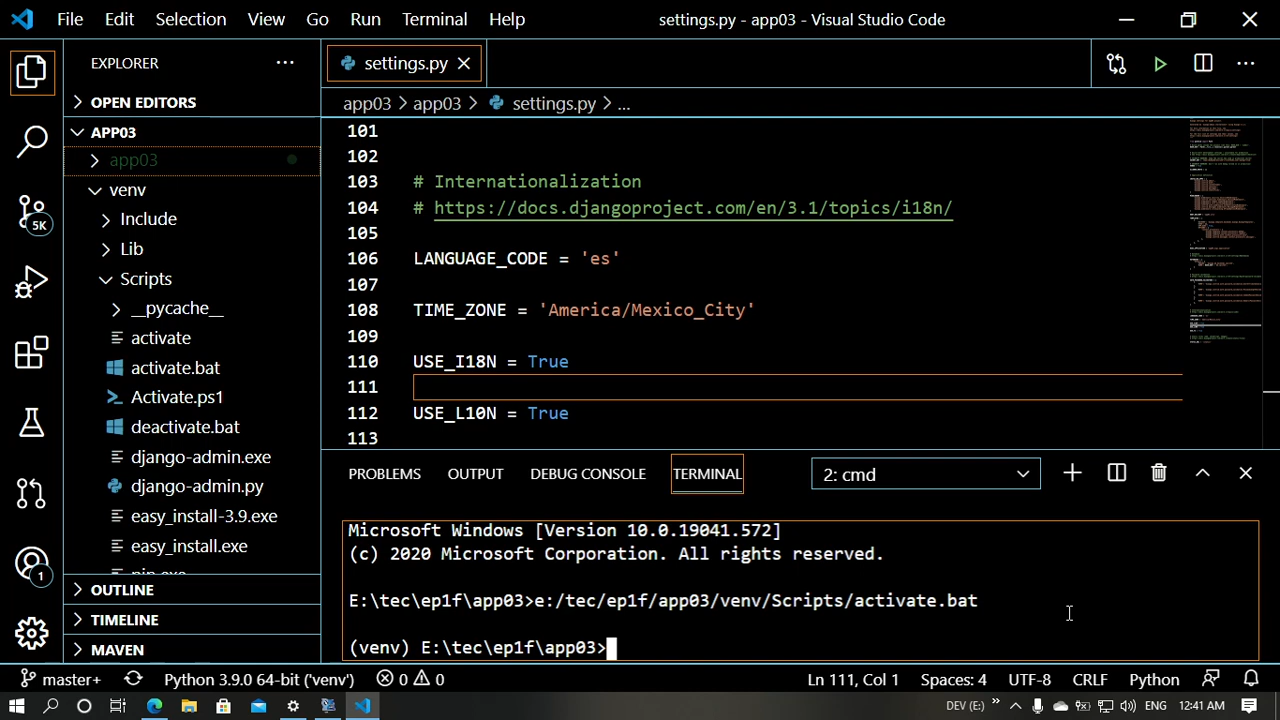 File Edit Selection View Go Run Terminal Help
settings.py - app03 - Visual Studio Code
EXPLORER
OPEN EDITORS
APP03
app03
venv
Include
Lib
Scripts
__pycache__
activate
activate.bat
Activate.ps1
deactivate.bat
django-admin.exe
django-admin.py
easy_install-3.9.exe
easy_install.exe
OUTLINE
TIMELINE
MAVEN
5K
1
settings.py
app03 > app03 > settings.py > ...
101
102
103 # Internationalization
104 # https://docs.djangoproject.com/en/3.1/topics/i18n/
105
106 LANGUAGE_CODE = 'es'
107
108 TIME_ZONE = America/Mexico_City'
109
110 USE_I18N = True
111
112 USE_L10N = True
113
PROBLEMS OUTPUT DEBUG CONSOLE TERMINAL 2: cmd
Microsoft Windows [Version 10.0.19041.572]
(c) 2020 Microsoft Corporation. All rights reserved.
E:\tec\ep1f\app03>e:/tec/ep1f/app03/venv/Scripts/activate.bat
(venv) E:\tec\ep1f\app03>
master+ Python 3.9.0 64-bit ('venv') 0 0 Ln 111, Col 1 Spaces: 4 UTF-8 CRLF Python
DEV (E:) ENG 12:41 AM